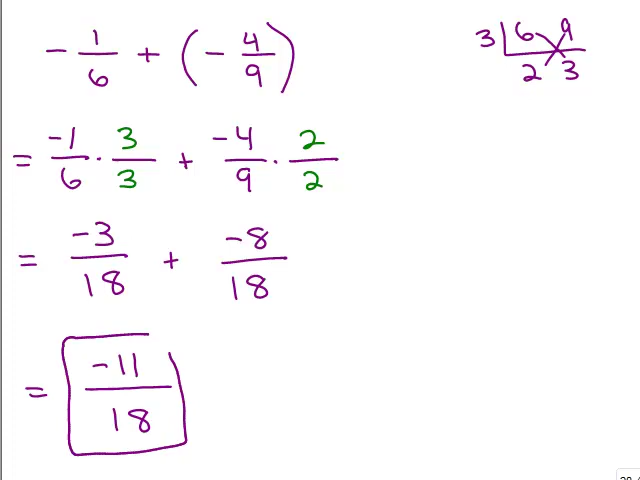 - 1/6 + (- 4/9)
3 | 6 9
2 3
= -1/6 · 3/3 + -4/9 · 2/2
= -3/18 + -8/18
= -11/18